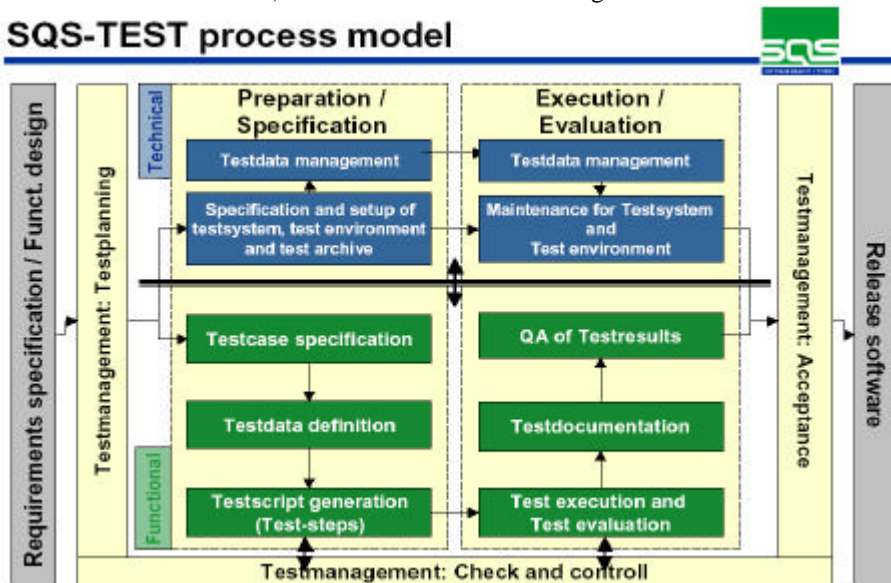 SQS-TEST process model
SQS
Requirements specification / Funct. design
Testmanagement: Testplanning
Technical
Functional
Preparation /
Specification
Testdata management
Specification and setup of
testsystem, test environment
and test archive
Testcase specification
Testdata definition
Testscript generation
(Test-steps)
Execution /
Evaluation
Testdata management
Maintenance for Testsystem
and
Test environment
QA of Testresults
Testdocumentation
Test execution and
Test evaluation
Testmanagement: Acceptance
Release software
Testmanagement: Check and controll